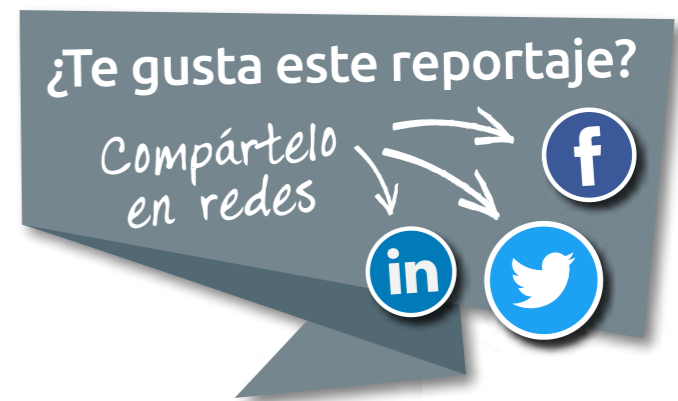 ¿Te gusta este reportaje?
Compártelo
en redes
f
in